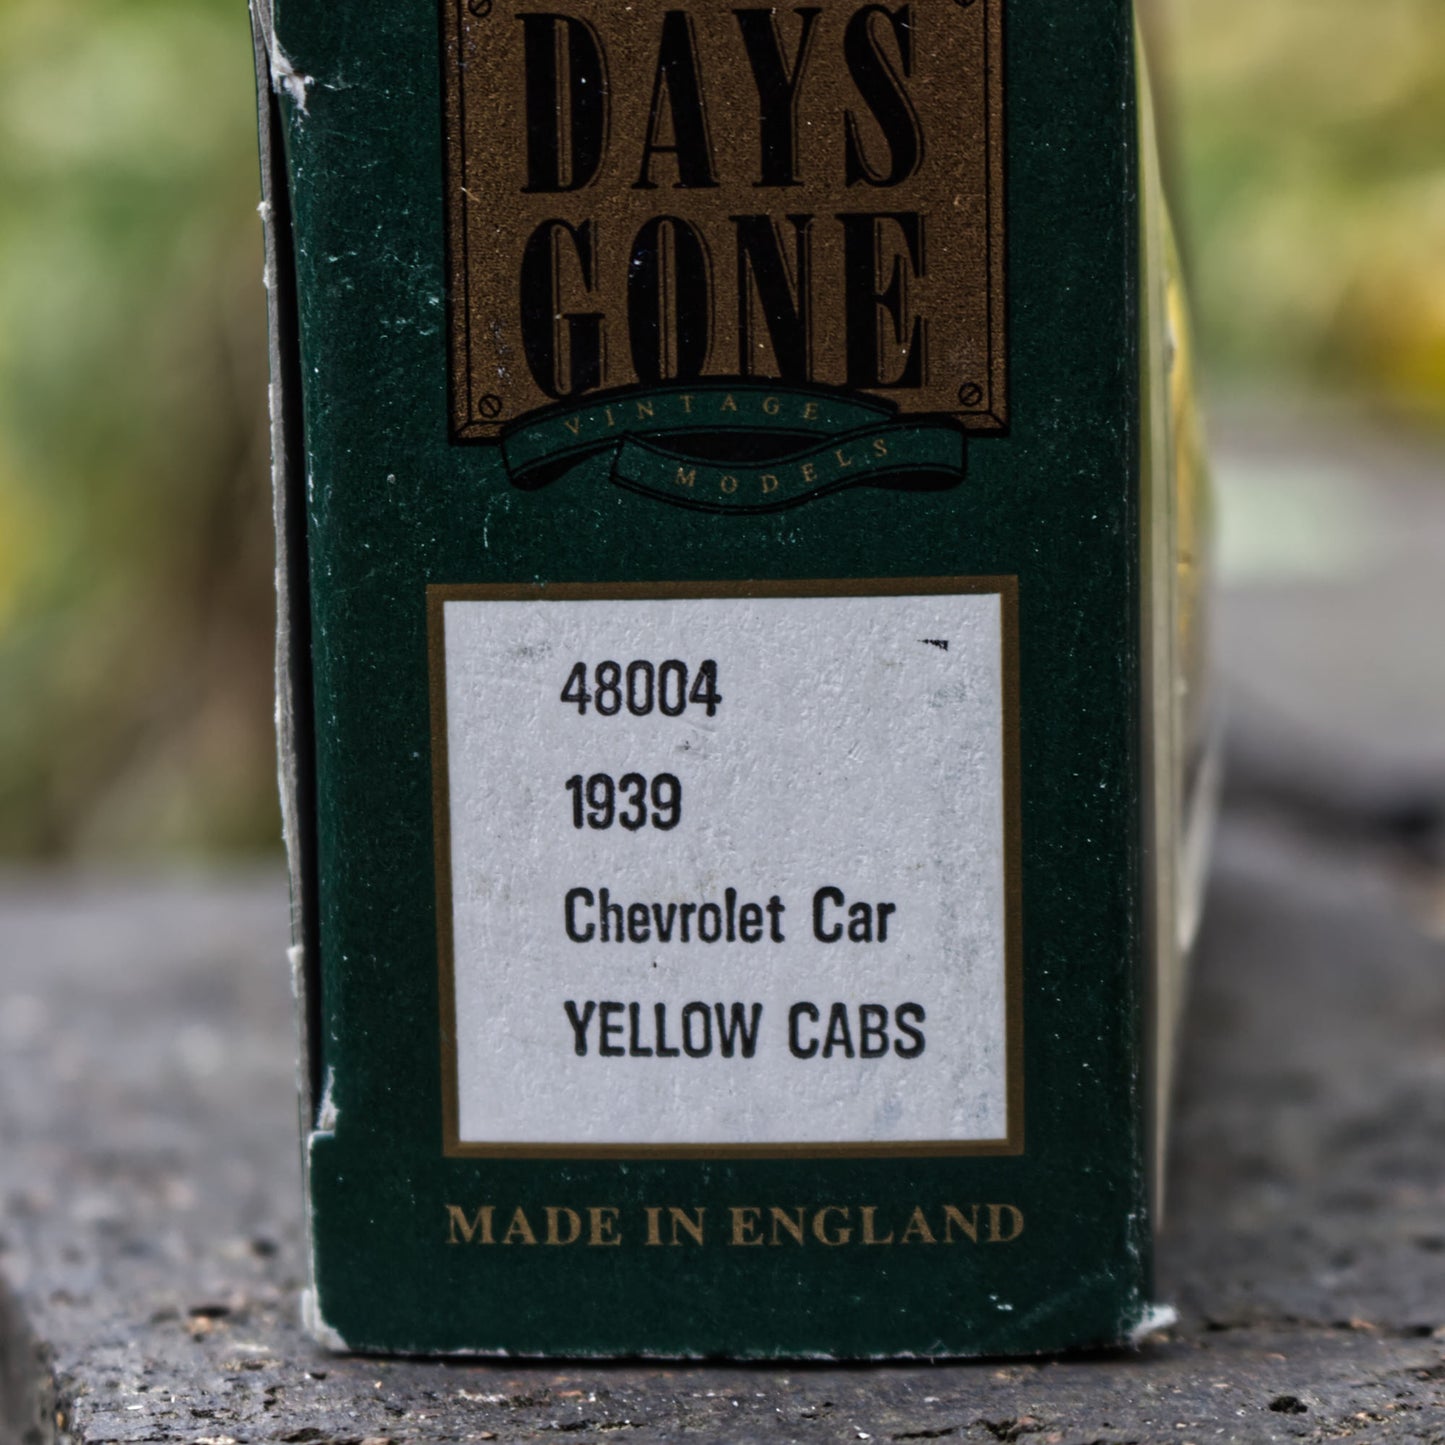 DAYS
GONE
VINTAGE
MODELS
48004
1939
Chevrolet Car
YELLOW CABS
MADE IN ENGLAND